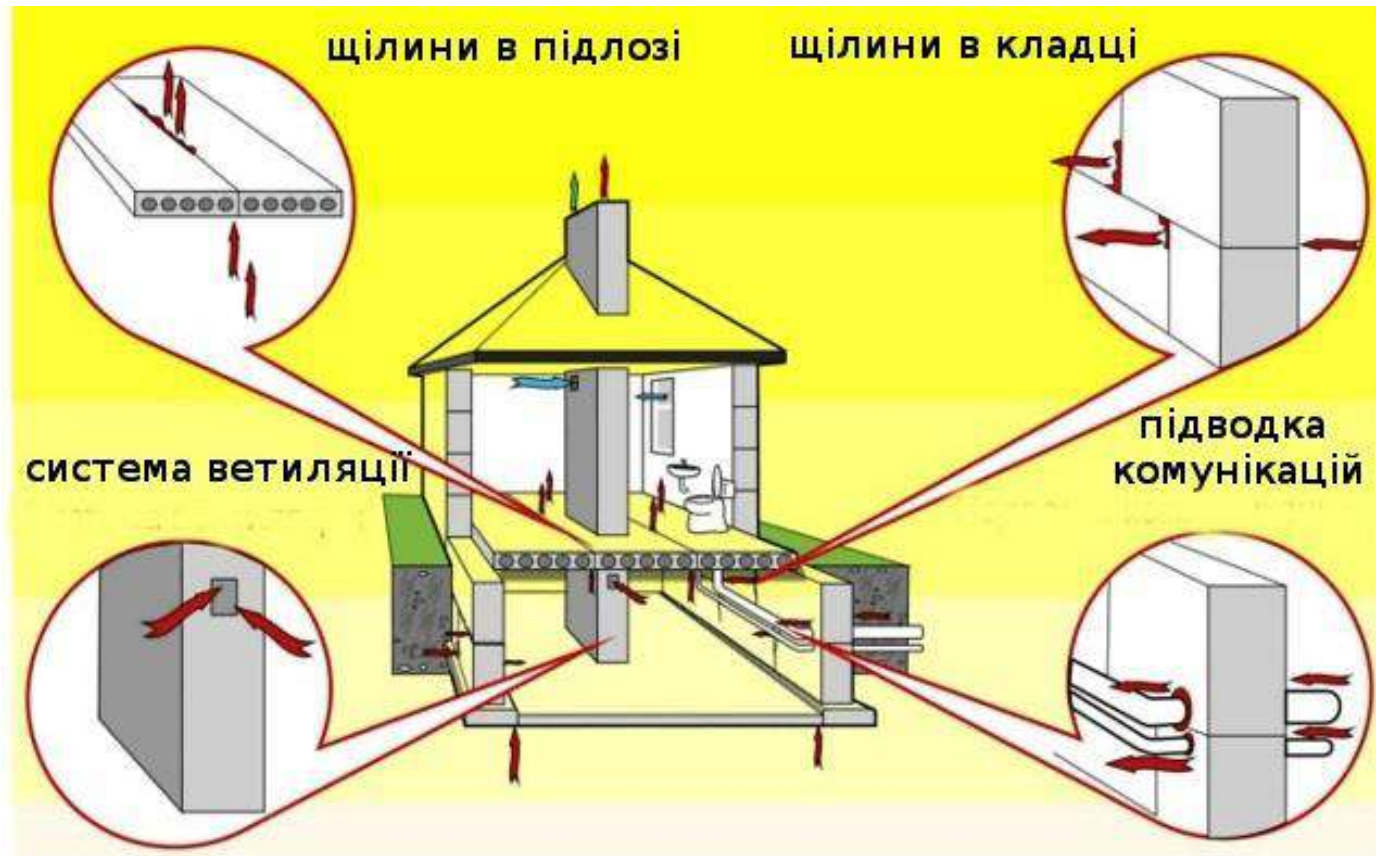 щілини в підлозі
щілини в кладці
система ветиляції
підводка
комунікацій